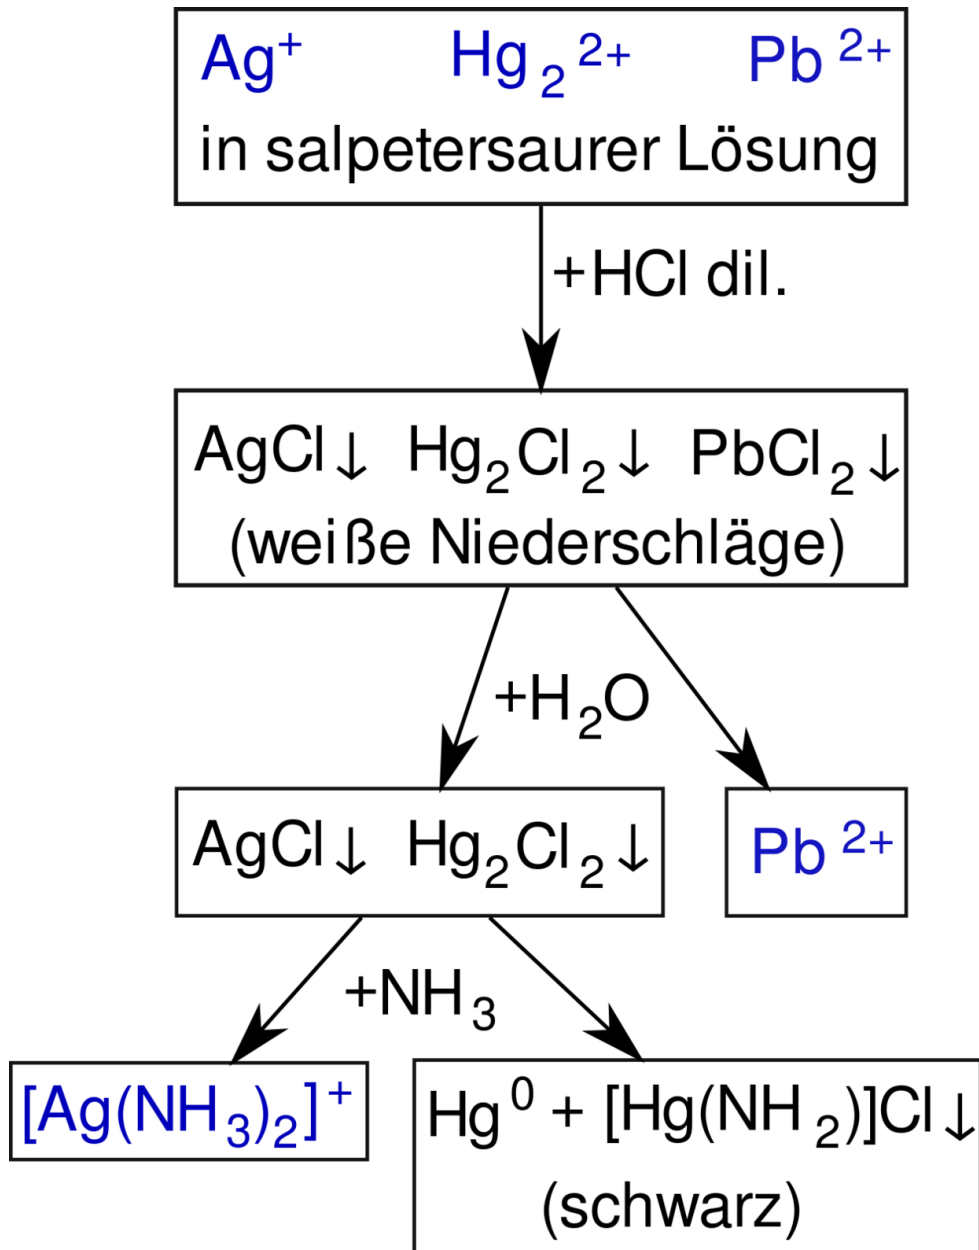 Ag⁺ Hg₂²⁺ Pb²⁺
in salpetersaurer Lösung
+HCl dil.
AgCl↓ Hg₂Cl₂↓ PbCl₂↓
(weiße Niederschläge)
+H₂O
AgCl↓ Hg₂Cl₂↓
Pb²⁺
+NH₃
[Ag(NH₃)₂]⁺
Hg⁰ + [Hg(NH₂)]Cl↓
(schwarz)